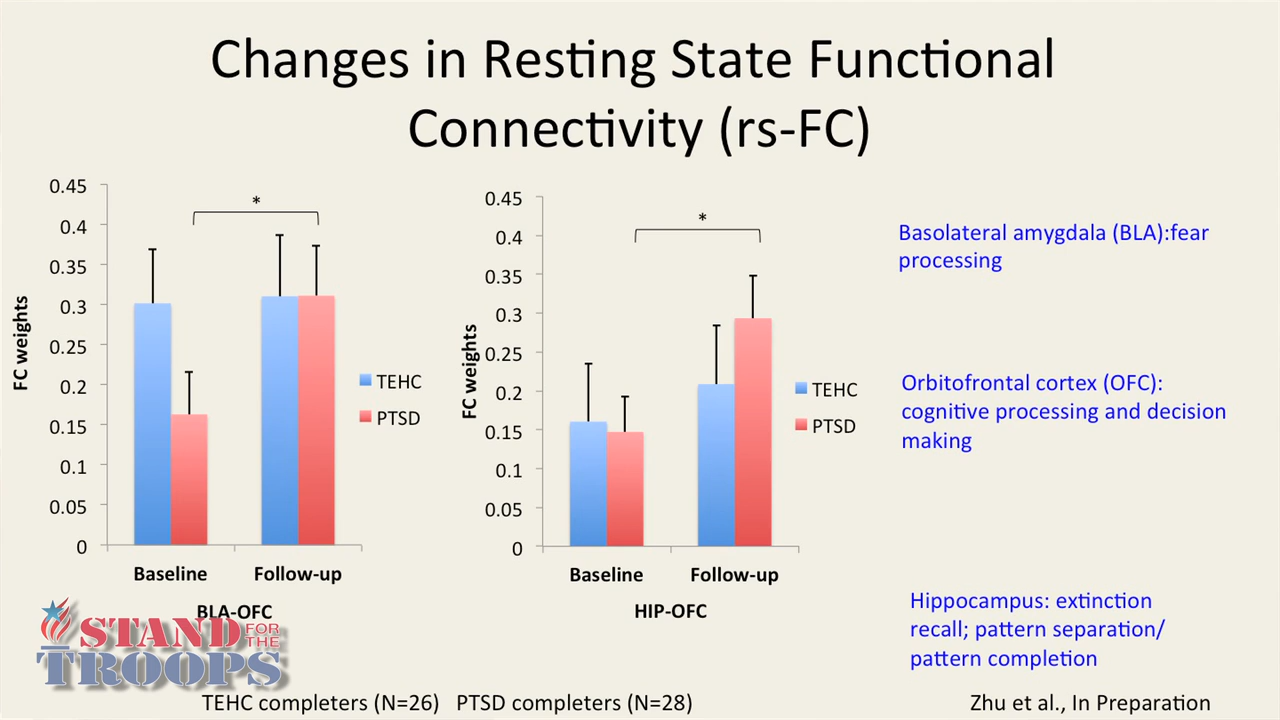 Changes in Resting State Functional
Connectivity (rs-FC)
0.45
0.4
0.35
0.3
0.25
0.2
0.15
0.1
0.05
0
FC weights
*
Baseline
Follow-up
BLA-OFC
TEHC
PTSD
0.45
0.4
0.35
0.3
0.25
0.2
0.15
0.1
0.05
0
FC weights
*
Baseline
Follow-up
HIP-OFC
TEHC
PTSD
Basolateral amygdala (BLA):fear
processing
Orbitofrontal cortex (OFC):
cognitive processing and decision
making
Hippocampus: extinction
recall; pattern separation/
pattern completion
STAND FOR THE
TROOPS
TEHC completers (N=26) PTSD completers (N=28)
Zhu et al., In Preparation